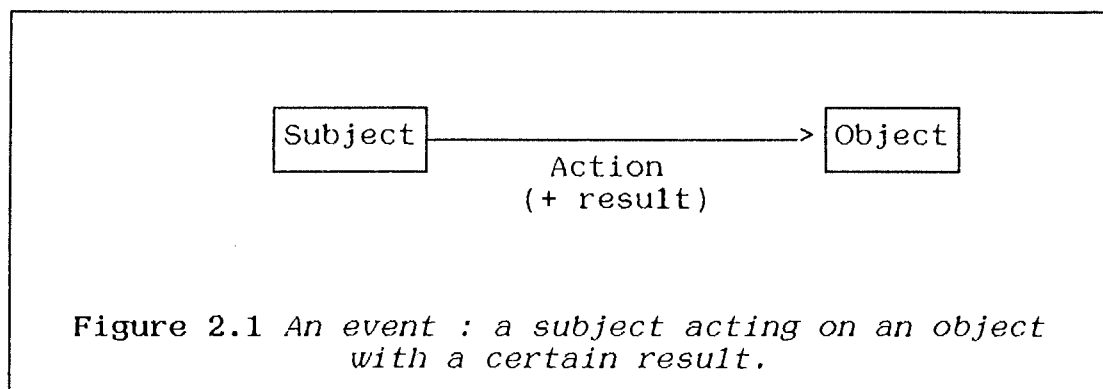 Subject > Object
Action
(+ result)
Figure 2.1 An event : a subject acting on an object
with a certain result.